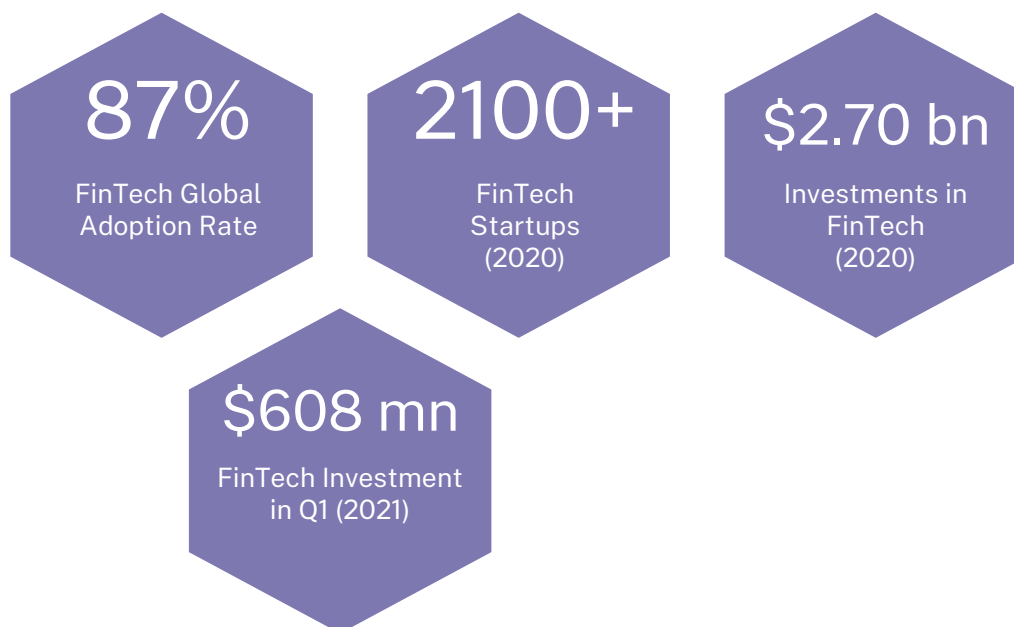 87%
FinTech Global
Adoption Rate
2100+
FinTech
Startups
(2020)
$2.70 bn
Investments in
FinTech
(2020)
$608 mn
FinTech Investment
in Q1 (2021)